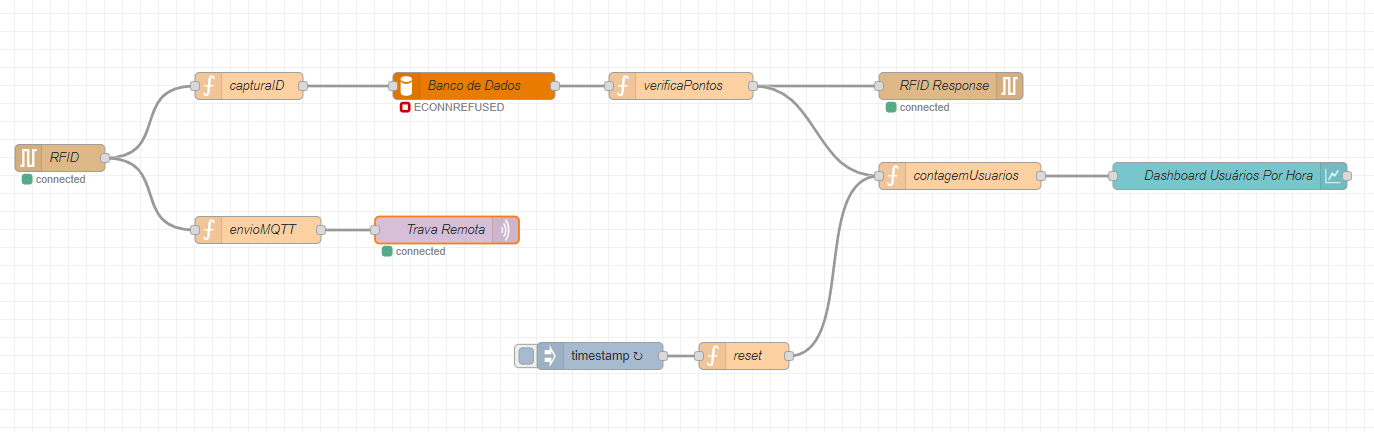 capturaID
Banco de Dados
ECONNREFUSED
verificaPontos
RFID Response
connected
RFID
connected
contagemUsuarios
Dashboard Usuários Por Hora
envioMQTT
Trava Remota
connected
timestamp ↻
reset